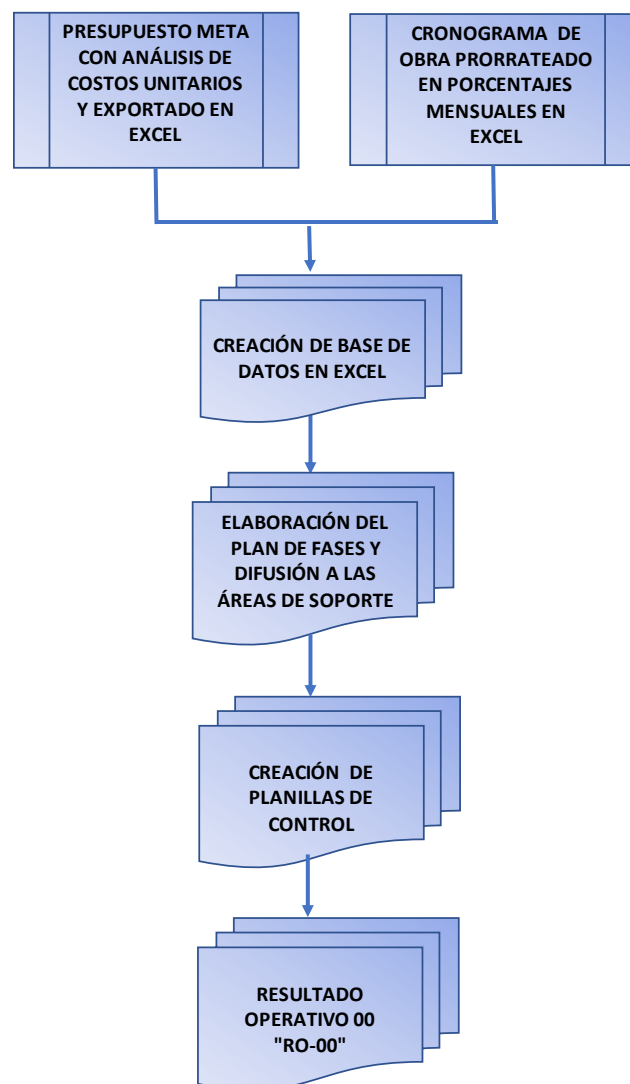 PRESUPUESTO META
CON ANÁLISIS DE
COSTOS UNITARIOS
Y EXPORTADO EN
EXCEL
CRONOGRAMA DE
OBRA PRORRATEADO
EN PORCENTAJES
MENSUALES EN
EXCEL
CREACIÓN DE BASE DE
DATOS EN EXCEL
ELABORACIÓN DEL
PLAN DE FASES Y
DIFUSIÓN A LAS
ÁREAS DE SOPORTE
CREACIÓN DE
PLANILLAS DE
CONTROL
RESULTADO
OPERATIVO 00
"RO-00"